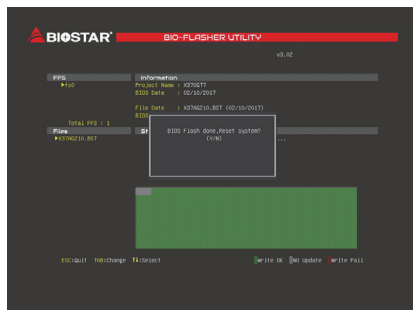 BIOSTAR®
BIO-FLASHER UTILITY
v3.02
FFS
Information
▶fs0
Project Name : X370GT7
BIOS Date : 02/10/2017
File Date : X37AG210.BST (02/10/2017)
BIOS
Total FFS : 1
Files
St
▶X37AG210.BST
BIOS Flash done,Reset system?
(Y/N)
...
ESC:Quit TAB:Change ↑↓:Select
Write OK No Update Write Fail